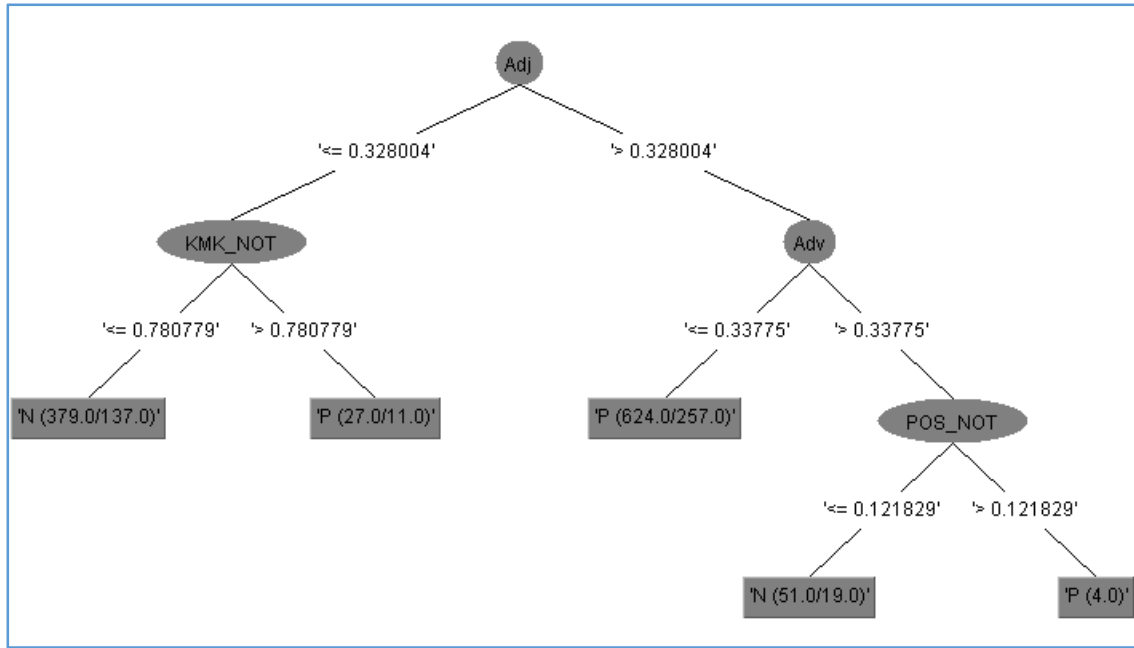 Adj
'<= 0.328004' '> 0.328004'
KMK_NOT Adv
'<= 0.780779' '> 0.780779' '<= 0.33775' '> 0.33775'
'N (379.0/137.0)' 'P (27.0/11.0)' 'P (624.0/257.0)' POS_NOT
'<= 0.121829' '> 0.121829'
'N (51.0/19.0)' 'P (4.0)'